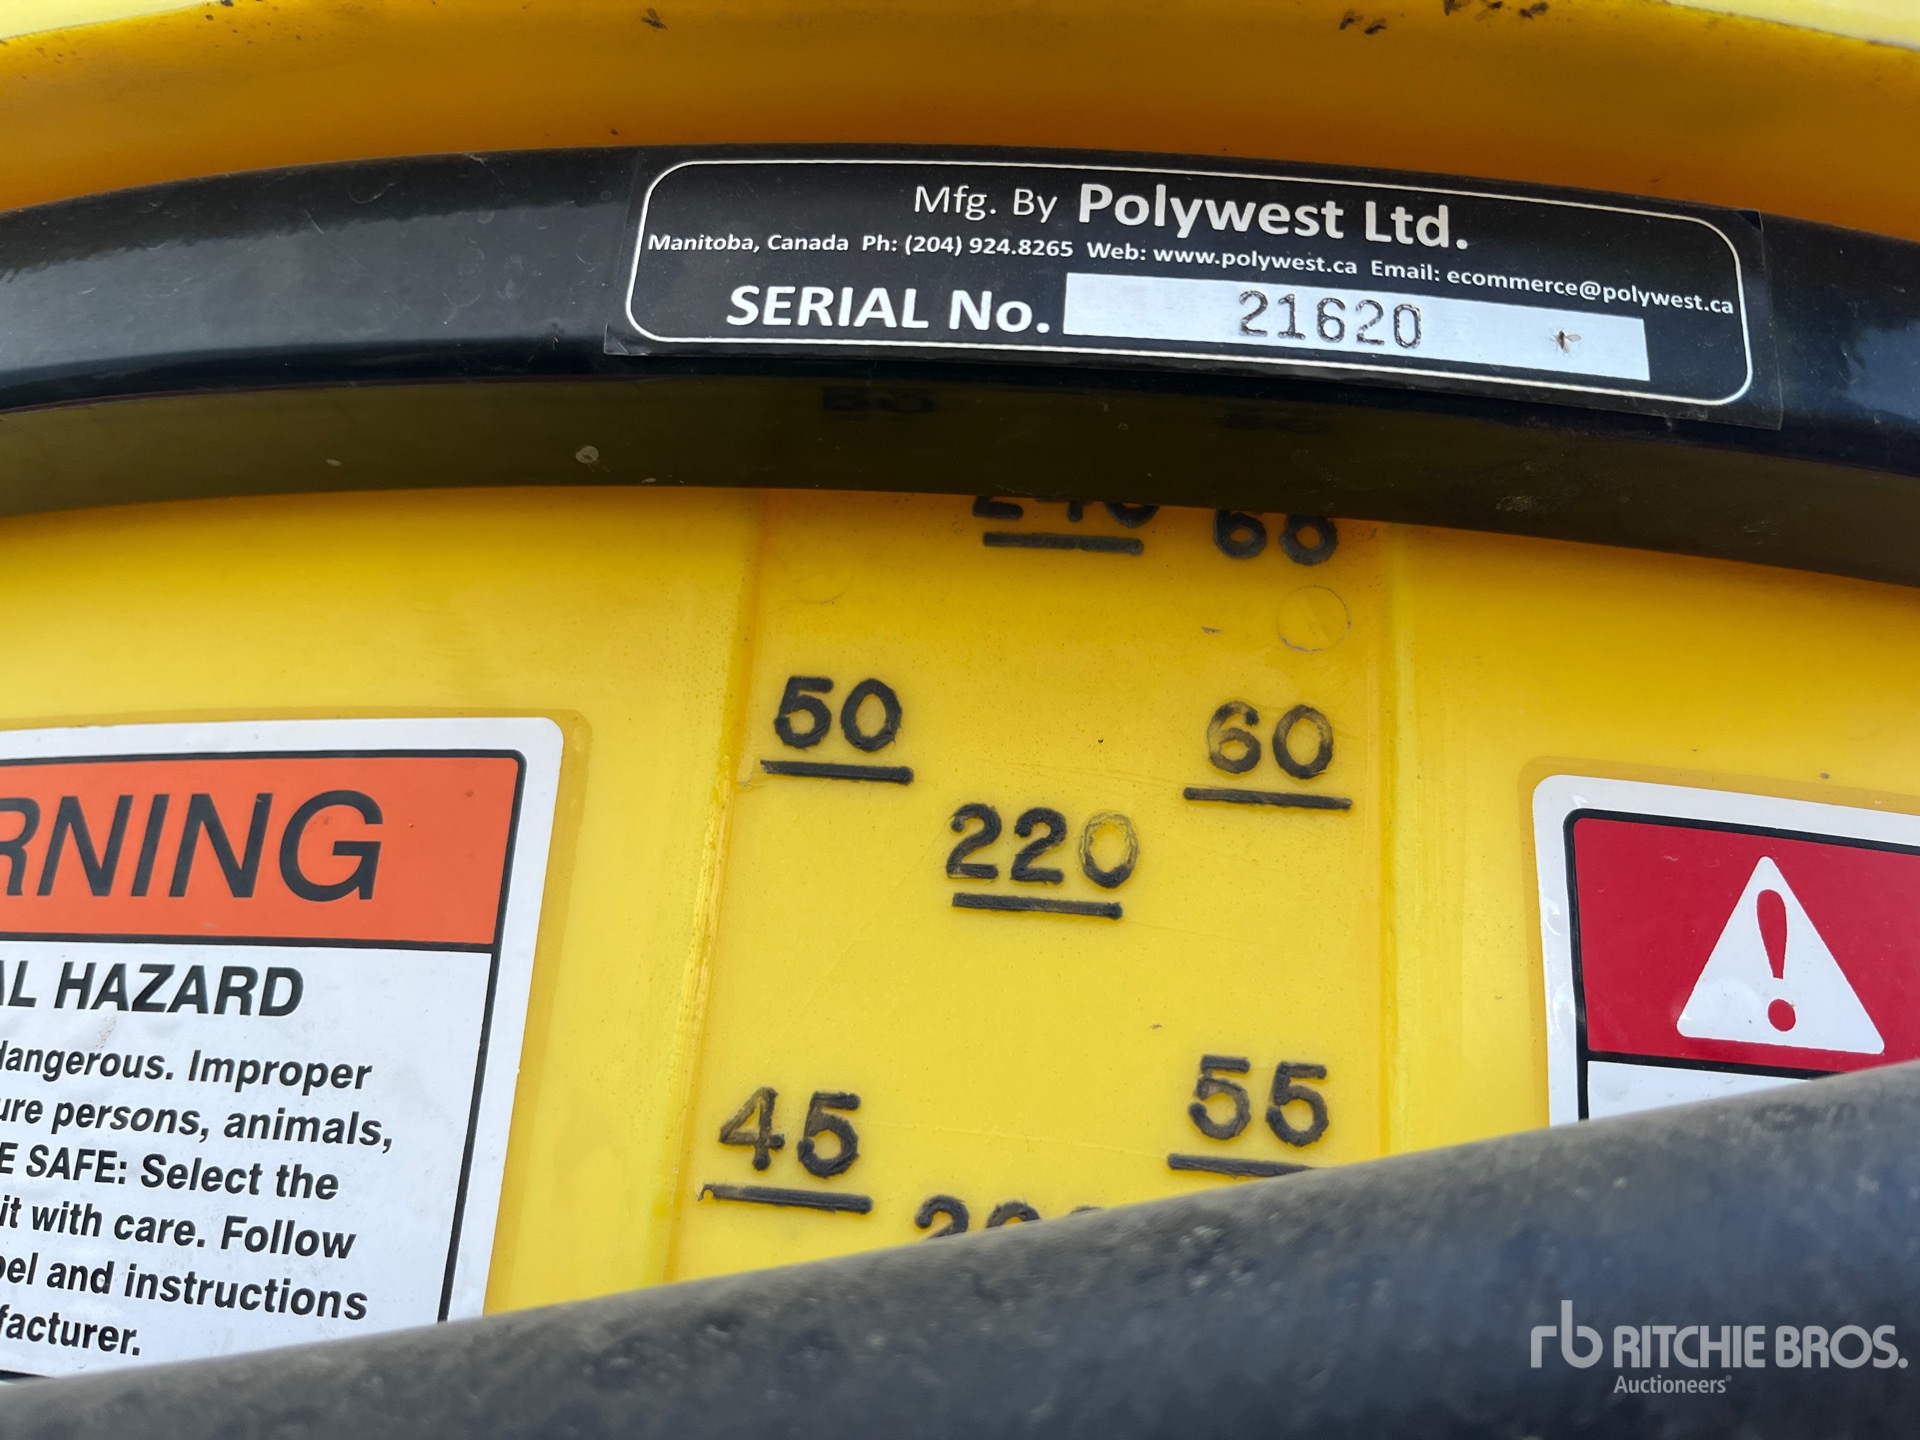 Mfg. By Polywest Ltd.
Manitoba, Canada Ph: (204) 924.8265 Web: www.polywest.ca Email: ecommerce@polywest.ca
SERIAL No. 21620
50
60
220
45
55
RNING
AL HAZARD
dangerous. Improper
ure persons, animals,
E SAFE: Select the
it with care. Follow
bel and instructions
facturer.
rb RITCHIE BROS.
Auctioneers